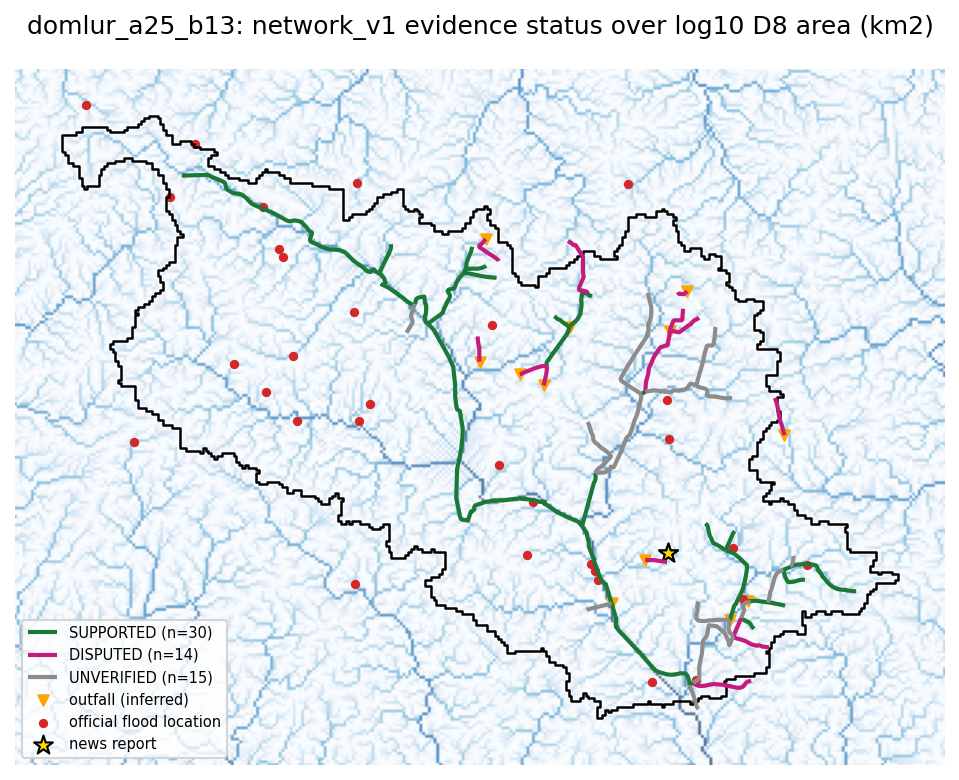 domlur_a25_b13: network_v1 evidence status over log10 D8 area (km2)
SUPPORTED (n=30)
DISPUTED (n=14)
UNVERIFIED (n=15)
outfall (inferred)
official flood location
news report